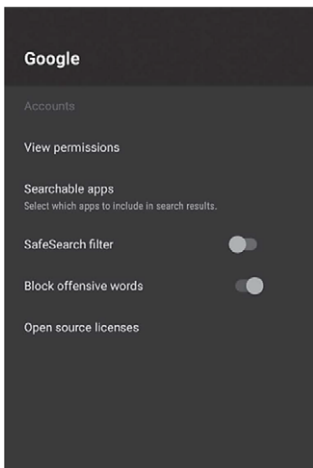 Google
Accounts
View permissions
Searchable apps
Select which apps to include in search results.
SafeSearch filter
Block offensive words
Open source licenses